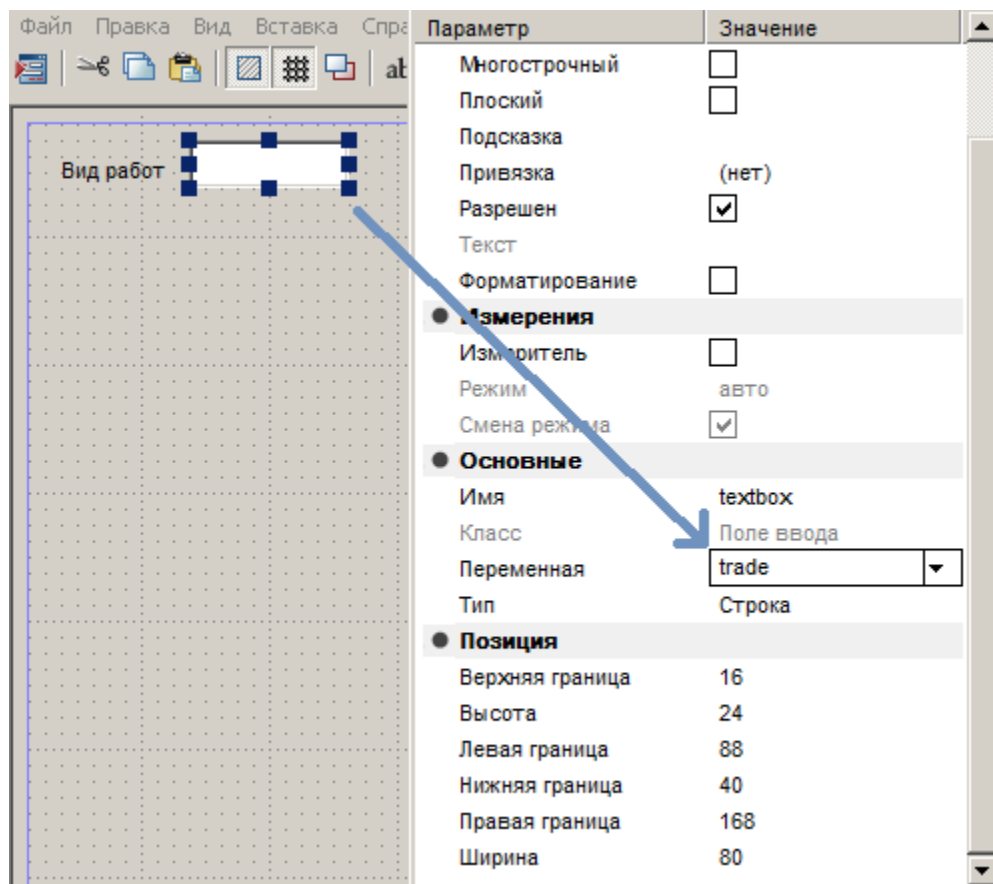 Файл Правка Вид Вставка Спра
ab
Вид работ
Параметр Значение
Многострочный
Плоский
Подсказка
Привязка (нет)
Разрешен
Текст
Форматирование
Измерения
Измеритель
Режим авто
Смена режима
Основные
Имя textbox
Класс Поле ввода
Переменная trade
Тип Строка
Позиция
Верхняя граница 16
Высота 24
Левая граница 88
Нижняя граница 40
Правая граница 168
Ширина 80